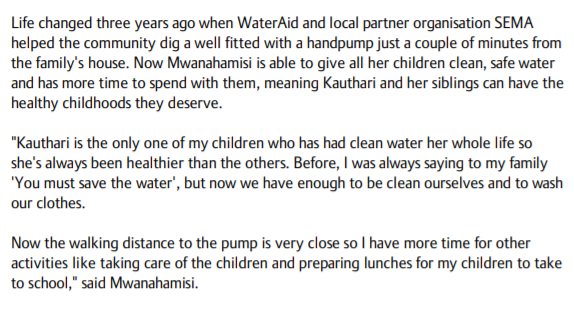 Life changed three years ago when WaterAid and local partner organisation SEMA
helped the community dig a well fitted with a handpump just a couple of minutes from
the family's house. Now Mwanahamisi is able to give all her children clean, safe water
and has more time to spend with them, meaning Kauthari and her siblings can have the
healthy childhoods they deserve.
"Kauthari is the only one of my children who has had clean water her whole life so
she's always been healthier than the others. Before, I was always saying to my family
'You must save the water', but now we have enough to be clean ourselves and to wash
our clothes.
Now the walking distance to the pump is very close so I have more time for other
activities like taking care of the children and preparing lunches for my children to take
to school," said Mwanahamisi.